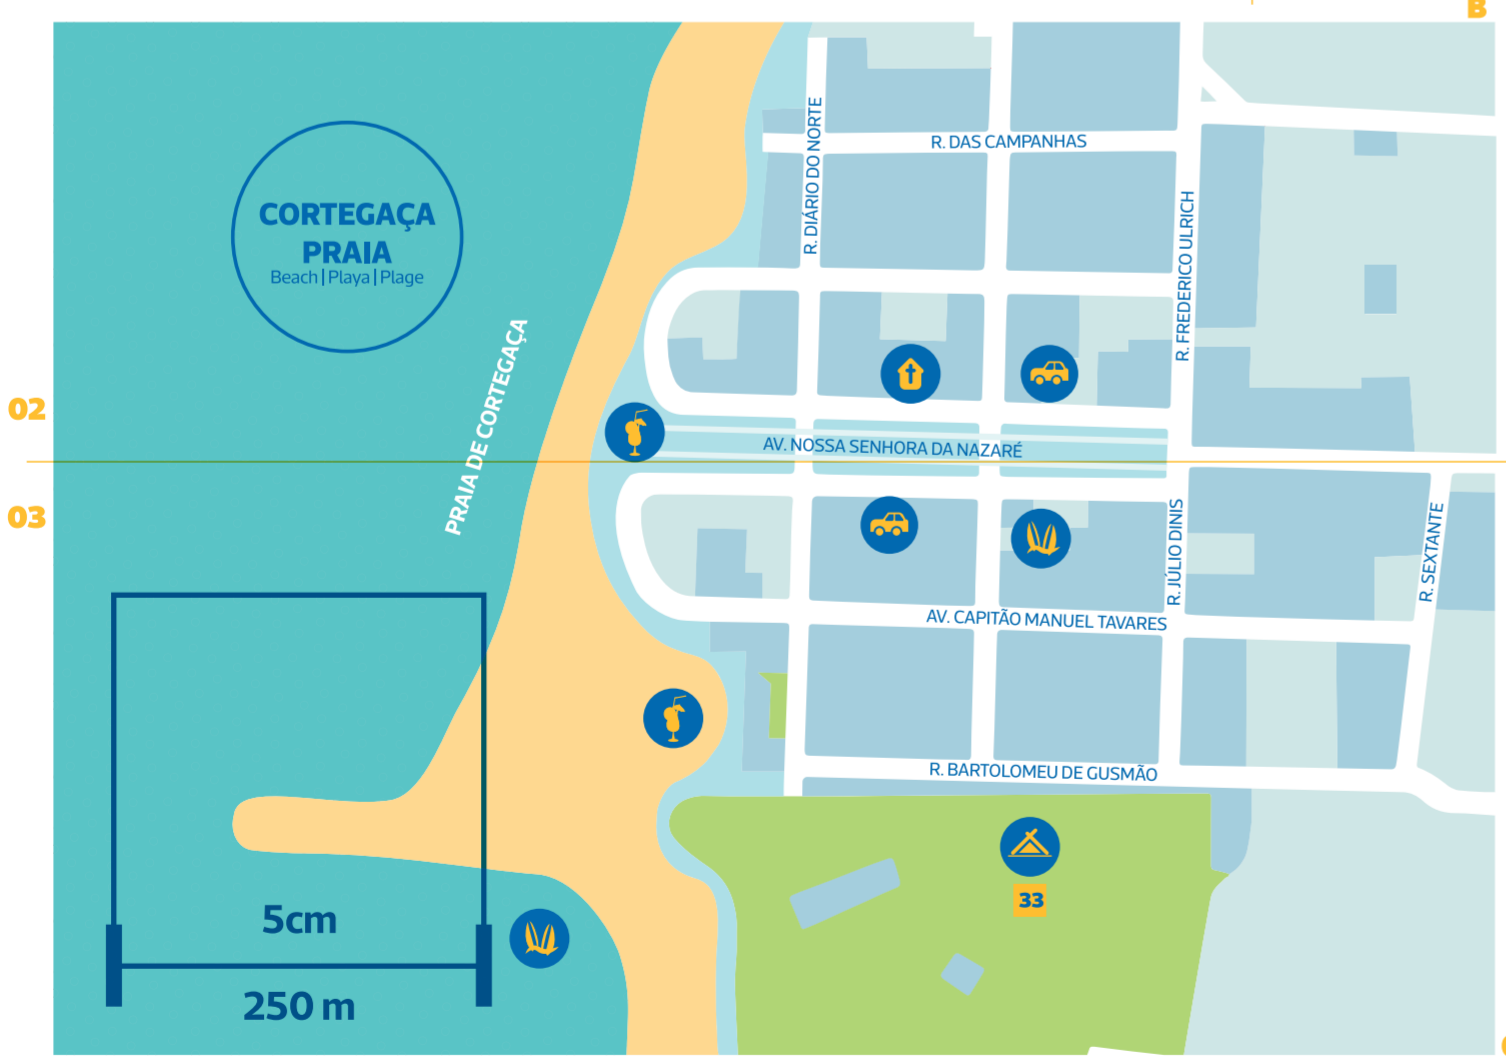 B
R. DIÁRIO DO NORTE
R. DAS CAMPANHAS
CORTEGAÇA
PRAIA
Beach|Playa|Plage
R. FREDERICO ULRICH
PRAIA DE CORTEGAÇA
02
AV. NOSSA SENHORA DA NAZARÉ
03
R. JÚLIO DINIS
R. SEXTANTE
AV. CAPITÃO MANUEL TAVARES
R. BARTOLOMEU DE GUSMÃO
33
5cm
250 m